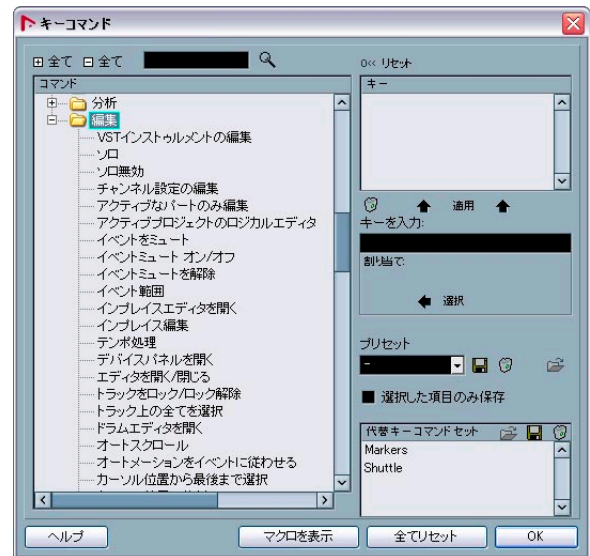 キーコマンド
全て 全て
0<< リセット
コマンド
キー
分析
編集
VSTインストゥルメントの編集
ソロ
ソロ無効
チャンネル設定の編集
アクティブなパートのみ編集
アクティブプロジェクトのロジカルエディタ
イベントをミュート
イベントミュート オン/オフ
イベントミュートを解除
イベント範囲
インプレイスエディタを開く
インプレイス編集
テンポ処理
デバイスパネルを開く
エディタを開く/閉じる
トラックをロック/ロック解除
トラック上の全てを選択
ドラムエディタを開く
オートスクロール
オートメーションをイベントに従わせる
カーソル位置から最後まで選択
適用
キーを入力:
割り当て:
選択
プリセット
-
選択した項目のみ保存
代替キーコマンド セット
Markers
Shuttle
ヘルプ
マクロを表示
全てリセット
OK